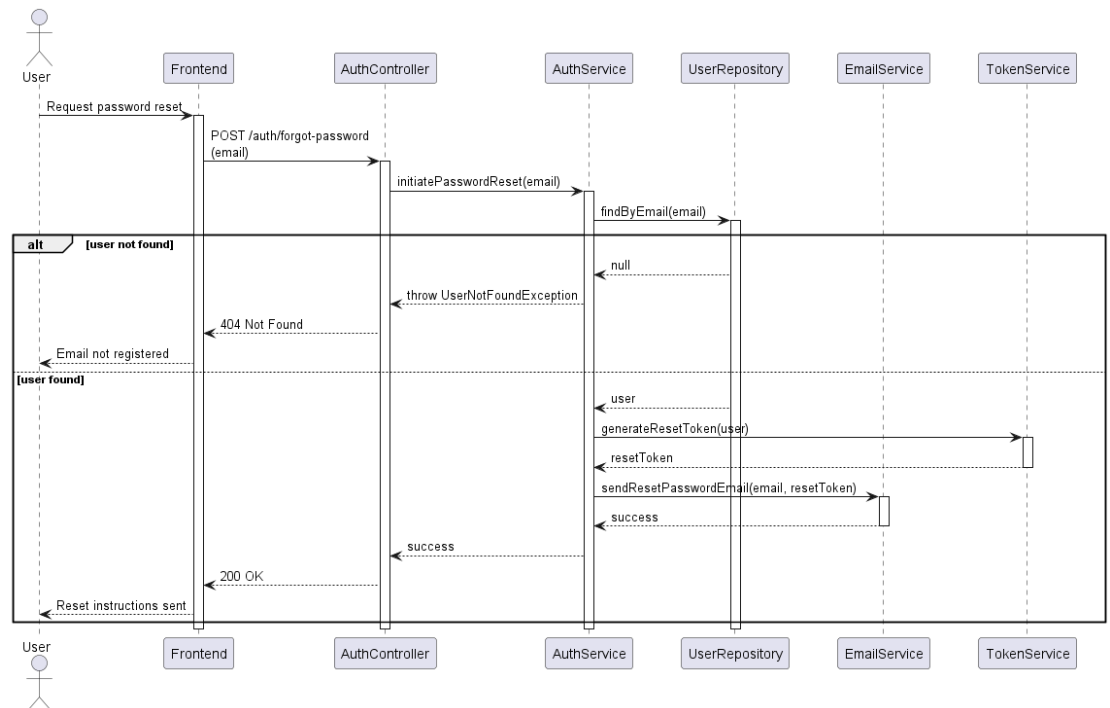 User
Frontend
AuthController
AuthService
UserRepository
EmailService
TokenService
Request password reset
POST /auth/forgot-password
(email)
initiatePasswordReset(email)
findByEmail(email)
alt
[user not found]
null
throw UserNotFoundException
404 Not Found
Email not registered
[user found]
user
generateResetToken(user)
resetToken
sendResetPasswordEmail(email, resetToken)
success
success
200 OK
Reset instructions sent
User
Frontend
AuthController
AuthService
UserRepository
EmailService
TokenService